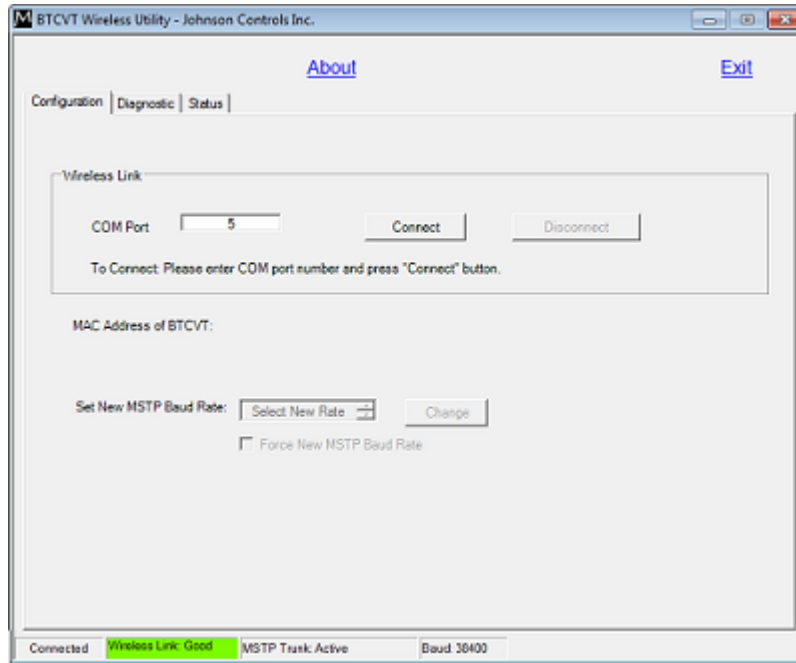 BTCVT Wireless Utility - Johnson Controls Inc.
About
Exit
Configuration Diagnostic Status
Wireless Link
COM Port 5 Connect Disconnect
To Connect: Please enter COM port number and press "Connect" button.
MAC Address of BTCVT:
Set New MSTP Baud Rate: Select New Rate Change
Force New MSTP Baud Rate
Connected Wireless Link: Good MSTP Trunk: Active Baud: 38400